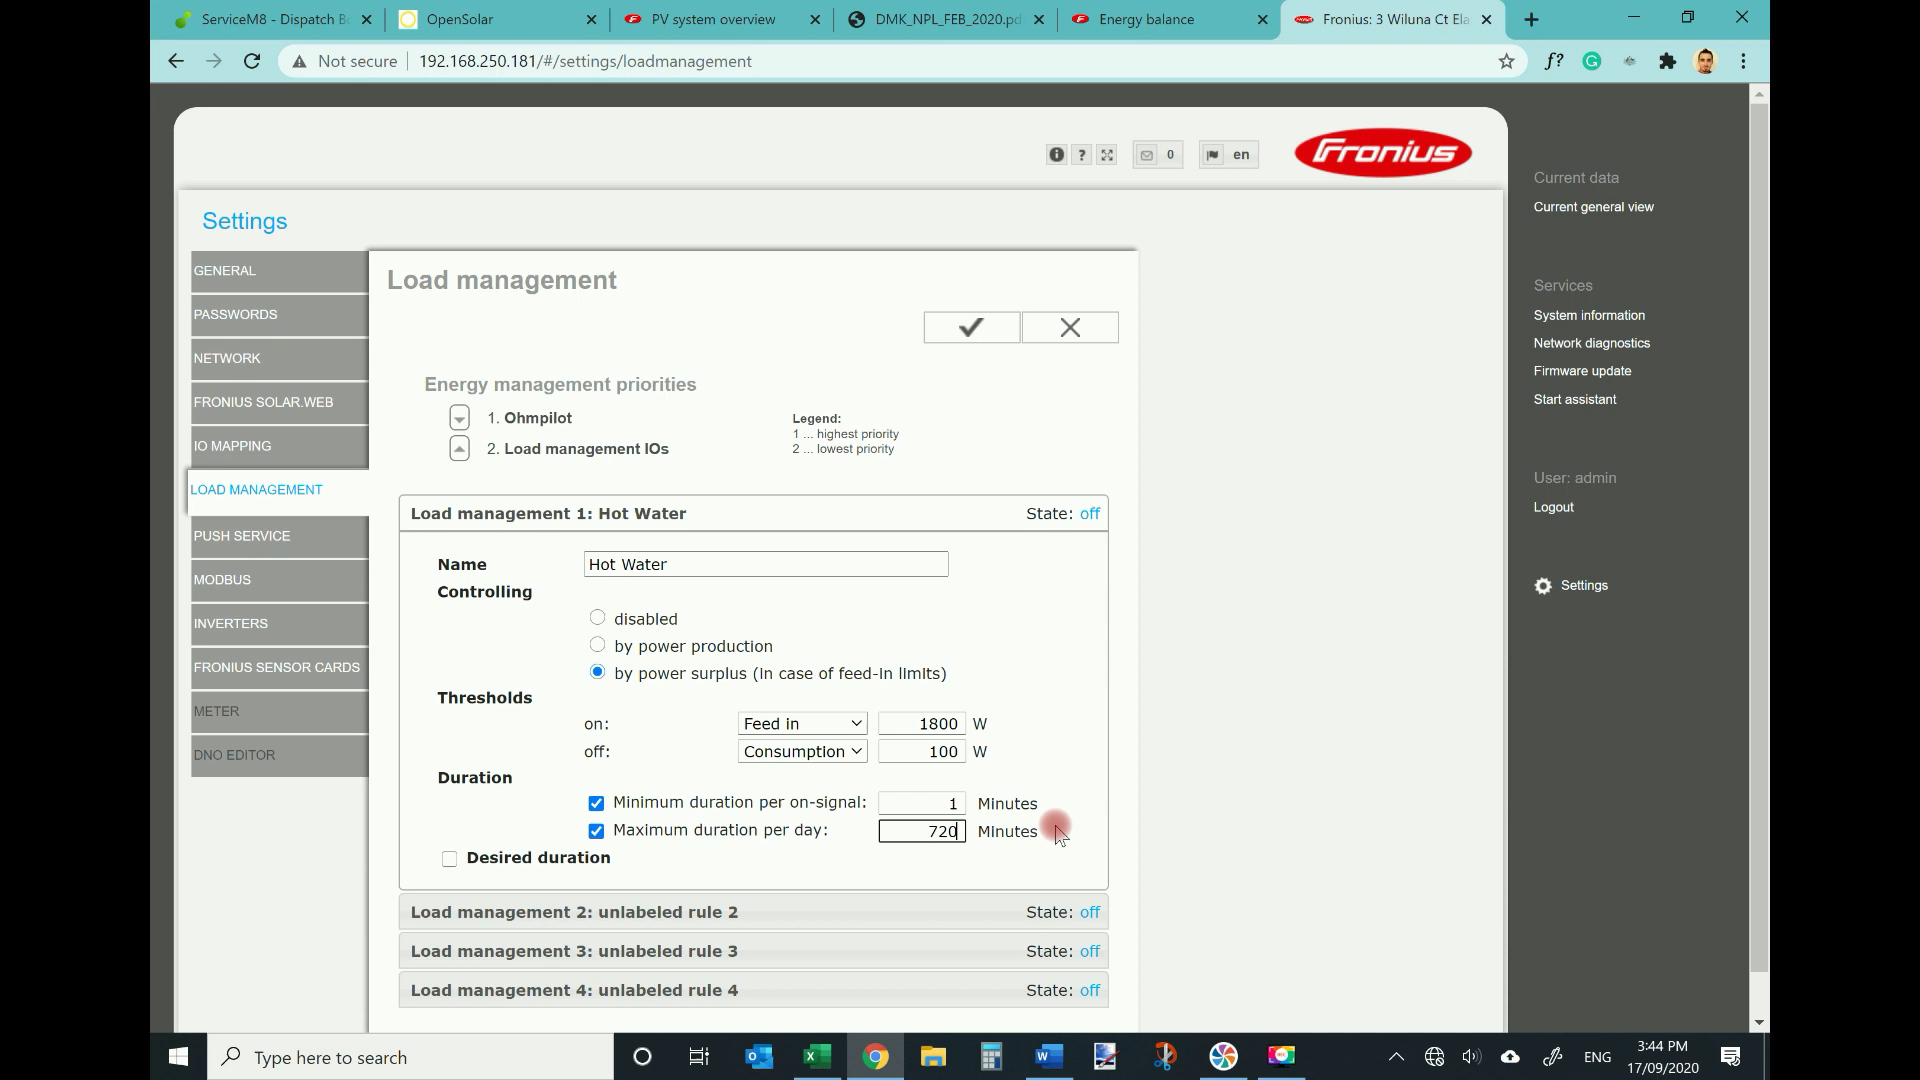 ServiceM8 - Dispatch Bo
OpenSolar
PV system overview
DMK_NPL_FEB_2020.pd
Energy balance
Fronius: 3 Wiluna Ct Ela
Not secure
192.168.250.181/#/settings/loadmanagement
f?
0
en
Fronius
Settings
GENERAL
PASSWORDS
NETWORK
FRONIUS SOLAR.WEB
IO MAPPING
LOAD MANAGEMENT
PUSH SERVICE
MODBUS
INVERTERS
FRONIUS SENSOR CARDS
METER
DNO EDITOR
Load management
Energy management priorities
1. Ohmpilot
2. Load management IOs
Legend:
1 ... highest priority
2 ... lowest priority
Load management 1: Hot Water
State: off
Name
Hot Water
Controlling
disabled
by power production
by power surplus (in case of feed-in limits)
Thresholds
on:
Feed in
1800 W
off:
Consumption
100 W
Duration
Minimum duration per on-signal:
1 Minutes
Maximum duration per day:
720 Minutes
Desired duration
Load management 2: unlabeled rule 2
State: off
Load management 3: unlabeled rule 3
State: off
Load management 4: unlabeled rule 4
State: off
Current data
Current general view
Services
System information
Network diagnostics
Firmware update
Start assistant
User: admin
Logout
Settings
Type here to search
ENG
3:44 PM
17/09/2020